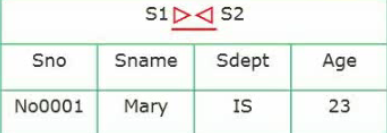 S1▷◁ S2
Sno Sname Sdept Age
No0001 Mary IS 23